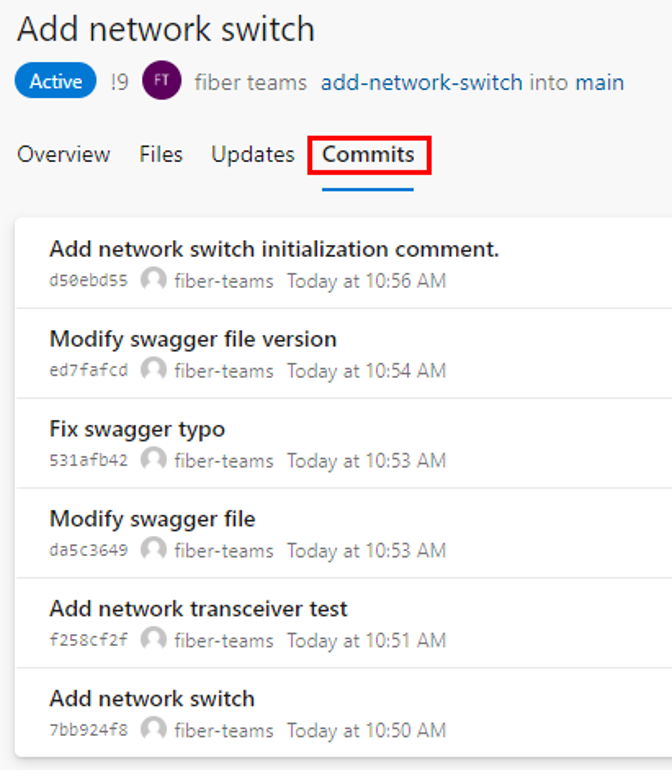 Add network switch
Active !9 FT fiber teams add-network-switch into main
Overview Files Updates Commits
Add network switch initialization comment.
d50ebd55 fiber-teams Today at 10:56 AM
Modify swagger file version
ed7fafcd fiber-teams Today at 10:54 AM
Fix swagger typo
531afb42 fiber-teams Today at 10:53 AM
Modify swagger file
da5c3649 fiber-teams Today at 10:53 AM
Add network transceiver test
f258cf2f fiber-teams Today at 10:51 AM
Add network switch
7bb924f8 fiber-teams Today at 10:50 AM